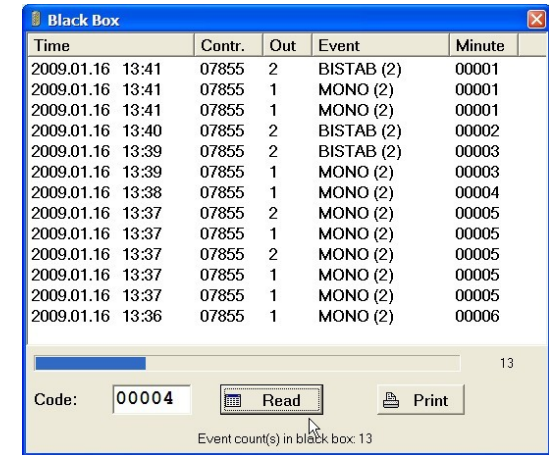 Black Box
Time Contr. Out Event Minute
2009.01.16 13:41 07855 2 BISTAB (2) 00001
2009.01.16 13:41 07855 1 MONO (2) 00001
2009.01.16 13:41 07855 1 MONO (2) 00001
2009.01.16 13:40 07855 2 BISTAB (2) 00002
2009.01.16 13:39 07855 2 BISTAB (2) 00003
2009.01.16 13:39 07855 1 MONO (2) 00003
2009.01.16 13:38 07855 1 MONO (2) 00004
2009.01.16 13:37 07855 2 MONO (2) 00005
2009.01.16 13:37 07855 1 MONO (2) 00005
2009.01.16 13:37 07855 2 MONO (2) 00005
2009.01.16 13:37 07855 1 MONO (2) 00005
2009.01.16 13:37 07855 1 MONO (2) 00005
2009.01.16 13:36 07855 1 MONO (2) 00006
13
Code: 00004 Read Print
Event count(s) in black box: 13